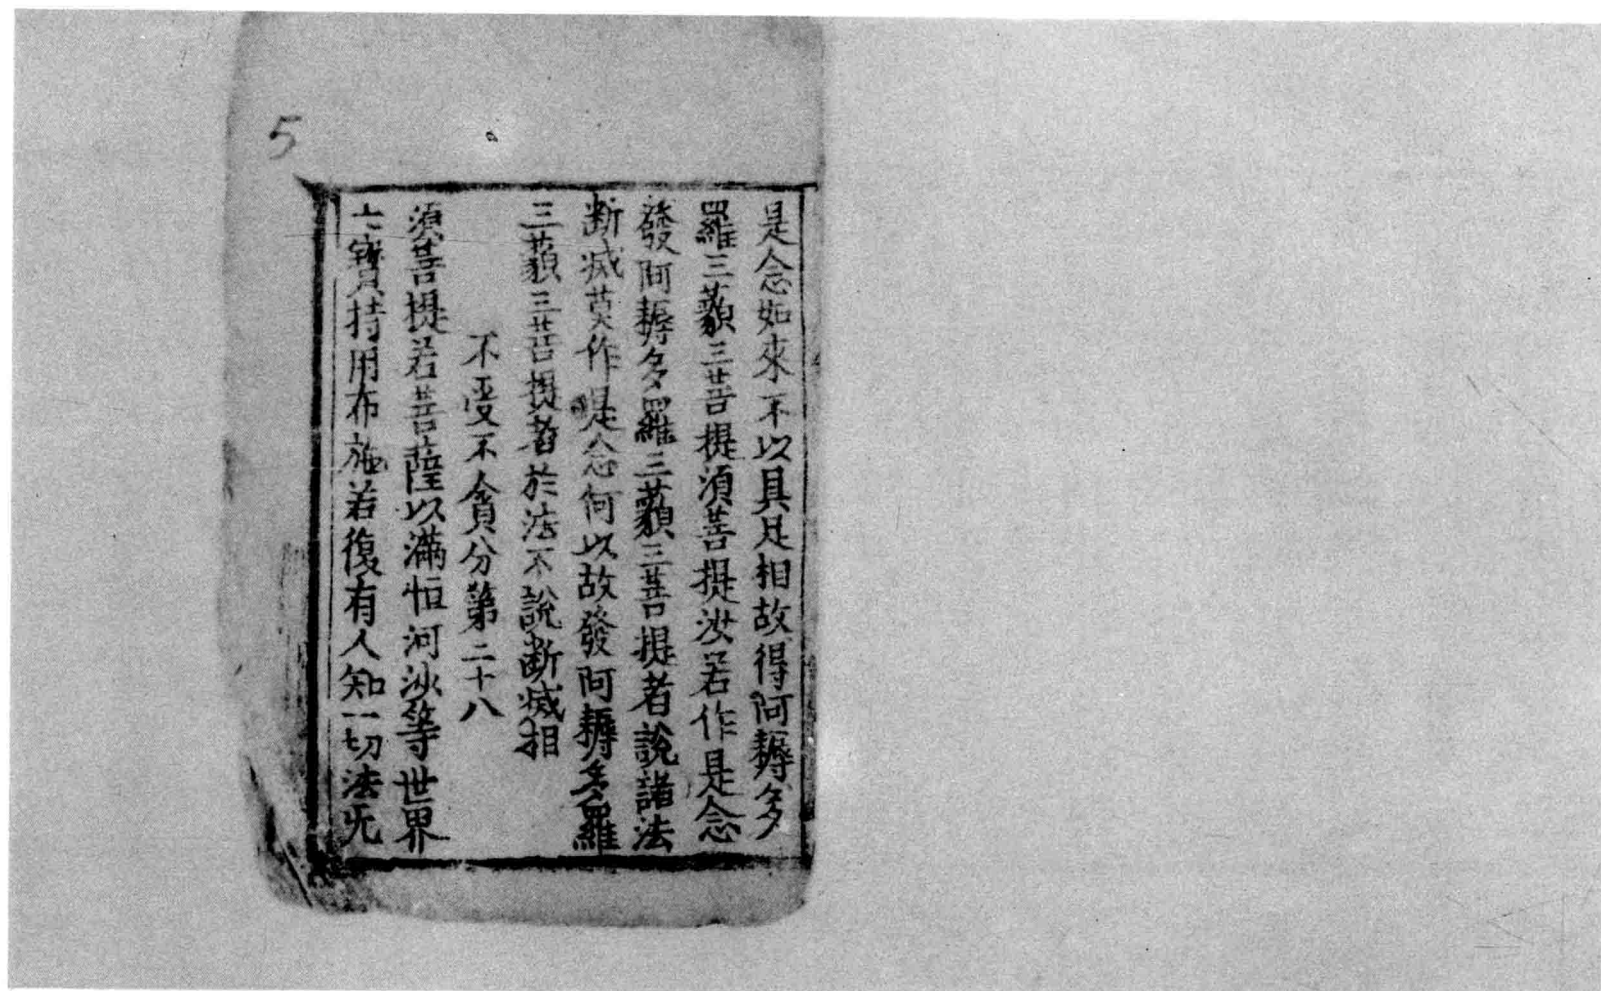 5
是念如來不以具足相故得阿耨多
羅三藐三菩提須菩提汝若作是念
發阿耨多羅三藐三菩提者說諸法
断滅莫作是念何以故發阿耨多羅
三藐三菩提者於法不說断滅相
不受不貪分第二十八
須菩提若菩薩以滿恒河沙等世界
七寶持用布施若復有人知一切法无